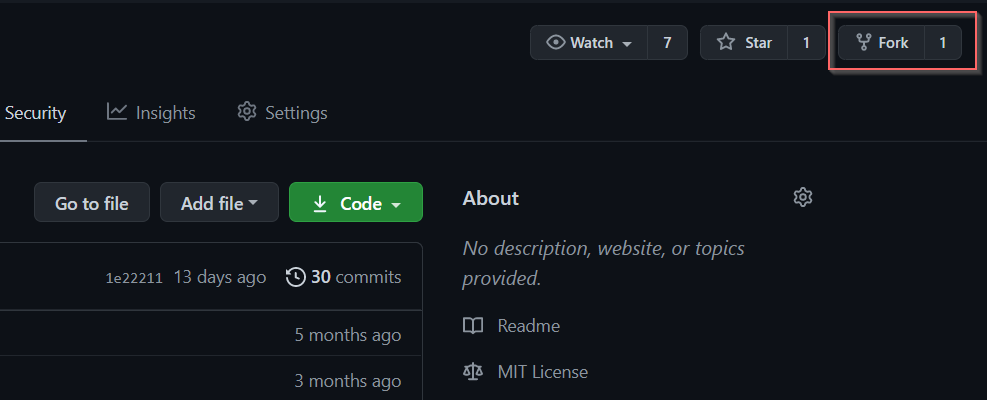 Watch 7 Star 1 Fork 1
Security Insights Settings
Go to file Add file Code About
No description, website, or topics
provided.
1e22211 13 days ago 30 commits
Readme
5 months ago
MIT License
3 months ago